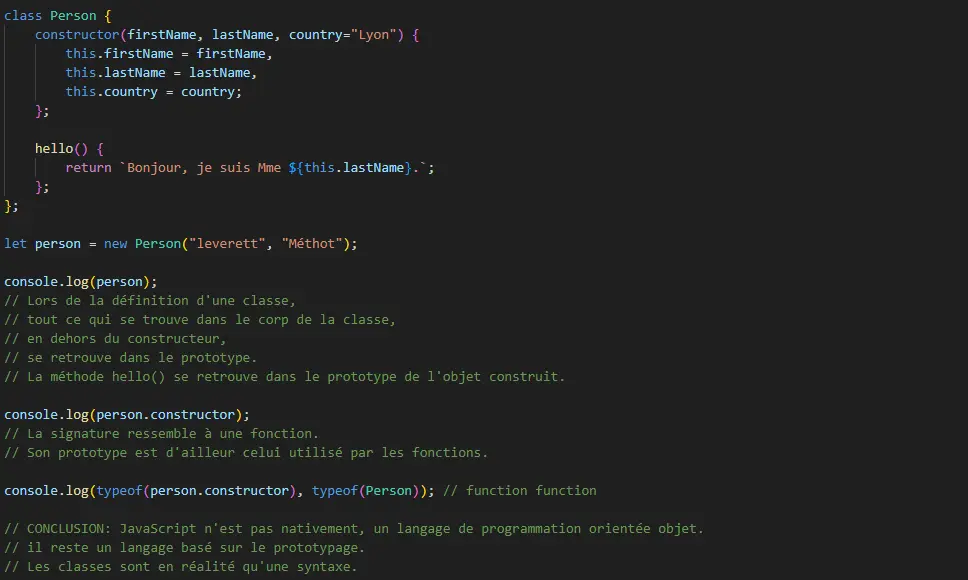 class Person {
constructor(firstName, lastName, country="Lyon") {
this.firstName = firstName,
this.lastName = lastName,
this.country = country;
};
hello() {
return `Bonjour, je suis Mme ${this.lastName}.`;
};
};
let person = new Person("leverett", "Méthot");
console.log(person);
// Lors de la définition d'une classe,
// tout ce qui se trouve dans le corp de la classe,
// en dehors du constructeur,
// se retrouve dans le prototype.
// La méthode hello() se retrouve dans le prototype de l'objet construit.
console.log(person.constructor);
// La signature ressemble à une fonction.
// Son prototype est d'ailleur celui utilisé par les fonctions.
console.log(typeof(person.constructor), typeof(Person)); // function function
// CONCLUSION: JavaScript n'est pas nativement, un langage de programmation orientée objet.
// il reste un langage basé sur le prototypage.
// Les classes sont en réalité qu'une syntaxe.